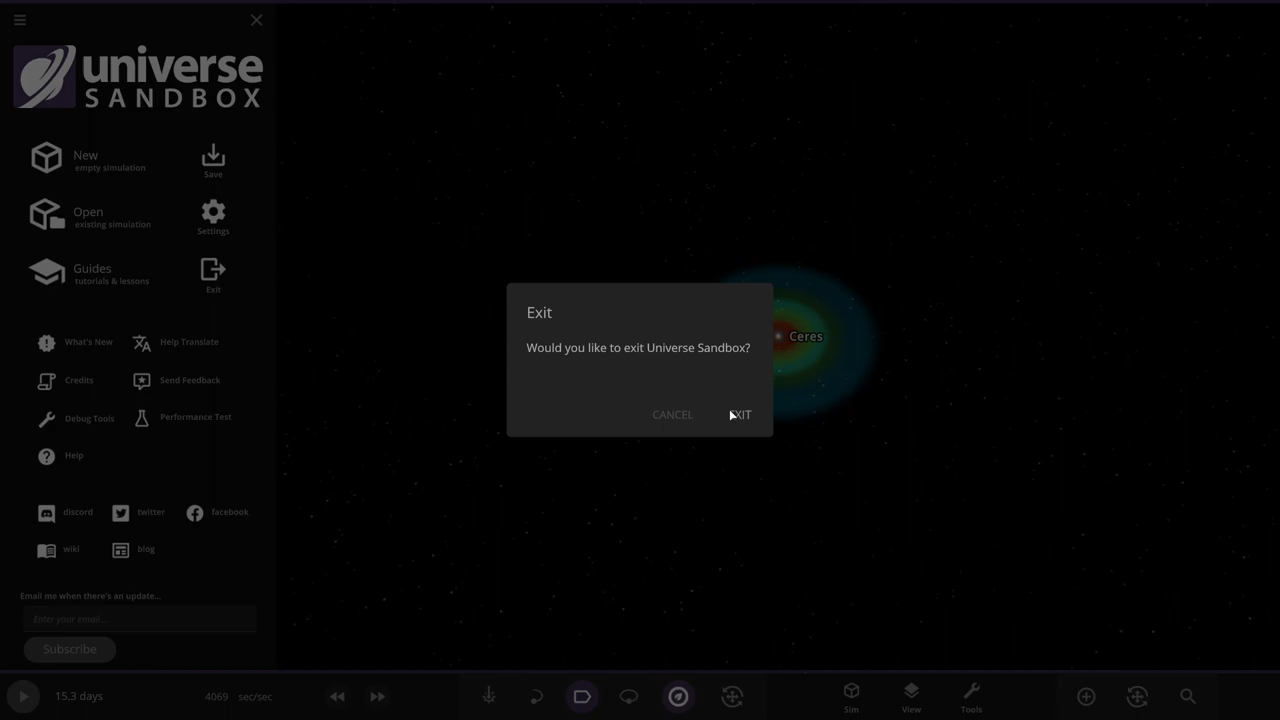 universe
SANDBOX
New
empty simulation
Save
Open
existing simulation
Settings
Guides
tutorials & lessons
Exit
What's New
Help Translate
Credits
Send Feedback
Debug Tools
Performance Test
Help
discord
twitter
facebook
wiki
blog
Email me when there's an update...
Enter your email...
Subscribe
Exit
Would you like to exit Universe Sandbox?
CANCEL
EXIT
Ceres
15.3 days
4069 sec/sec
Sim
View
Tools